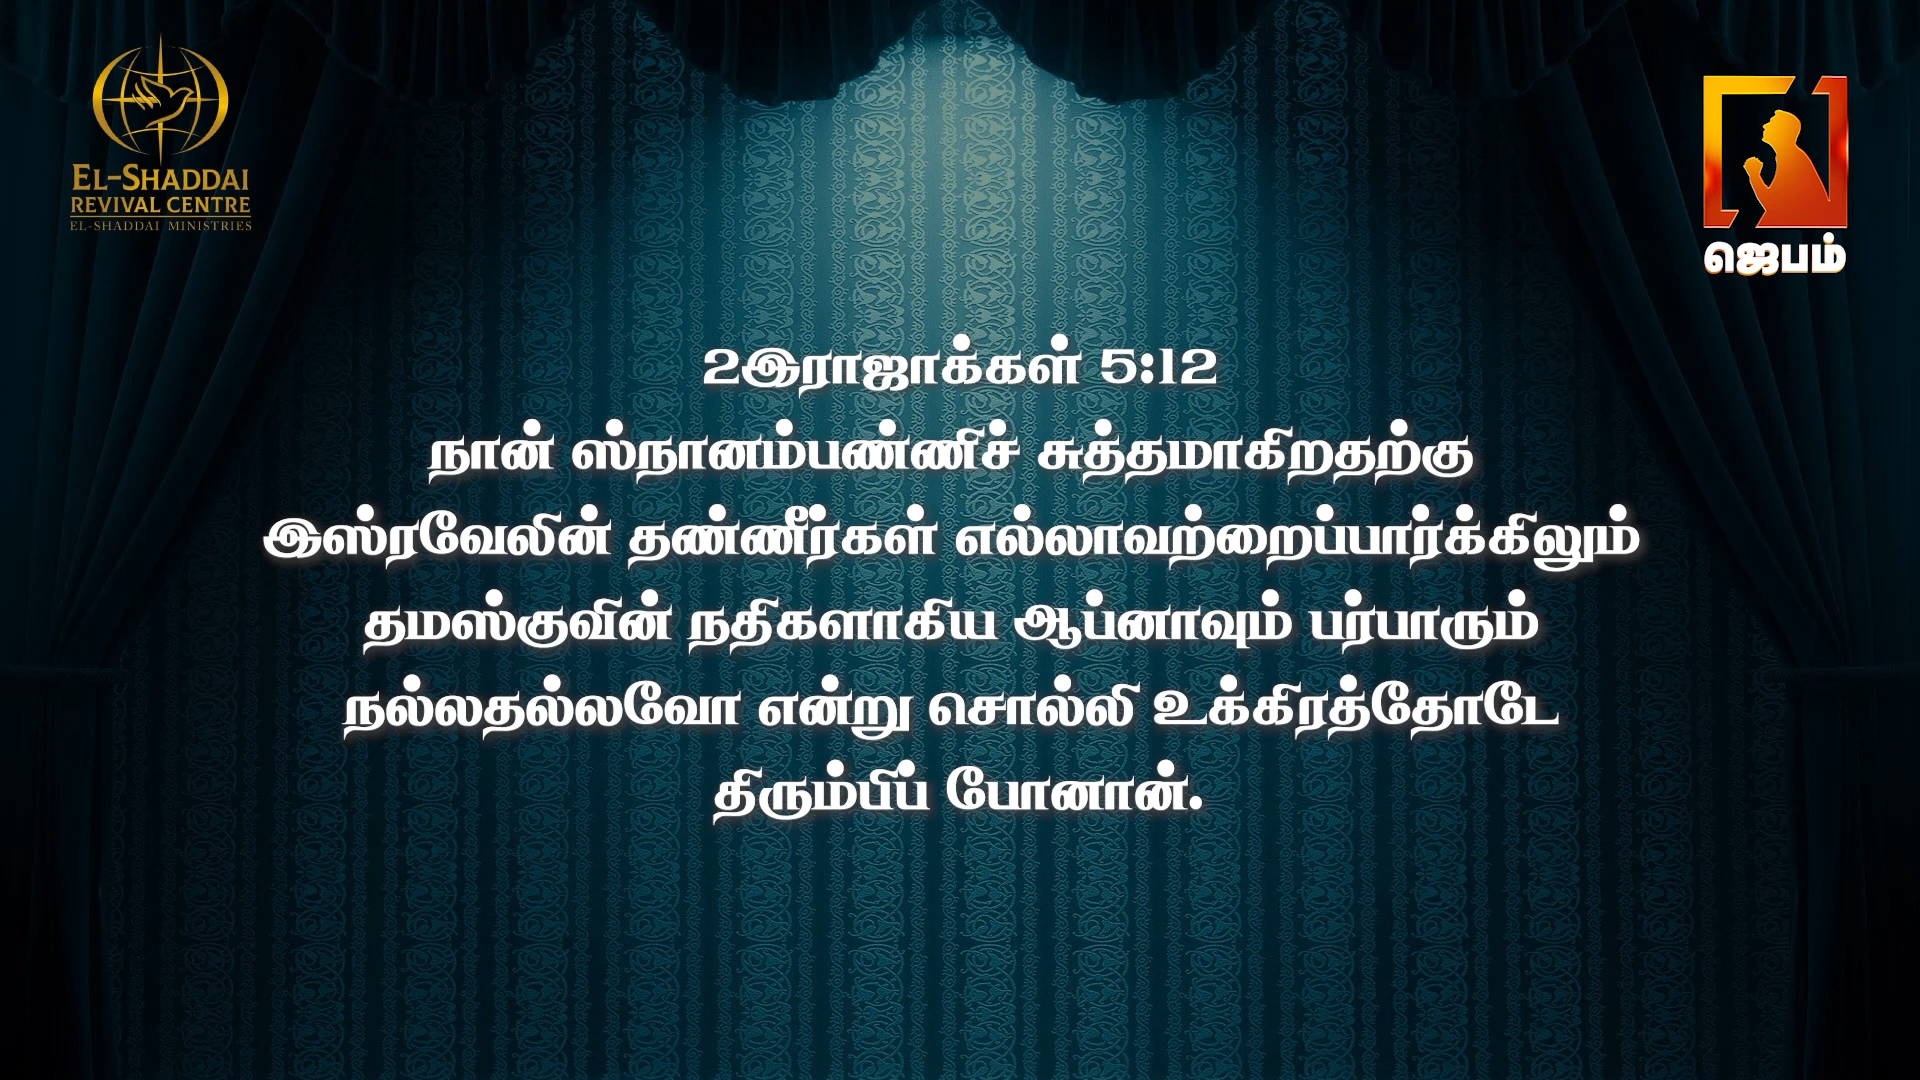 EL-SHADDAI
REVIVAL CENTRE
EL-SHADDAI MINISTRIES
ஜெபம்
2இராஜாக்கள் 5:12
நான் ஸ்நானம்பண்ணிச் சுத்தமாகிறதற்கு
இஸ்ரவேலின் தண்ணீர்கள் எல்லாவற்றைப்பார்க்கிலும்
தமஸ்குவின் நதிகளாகிய ஆப்னாவும் பர்பாரும்
நல்லதல்லவோ என்று சொல்லி உக்கிரத்தோடே
திரும்பிப் போனான்.